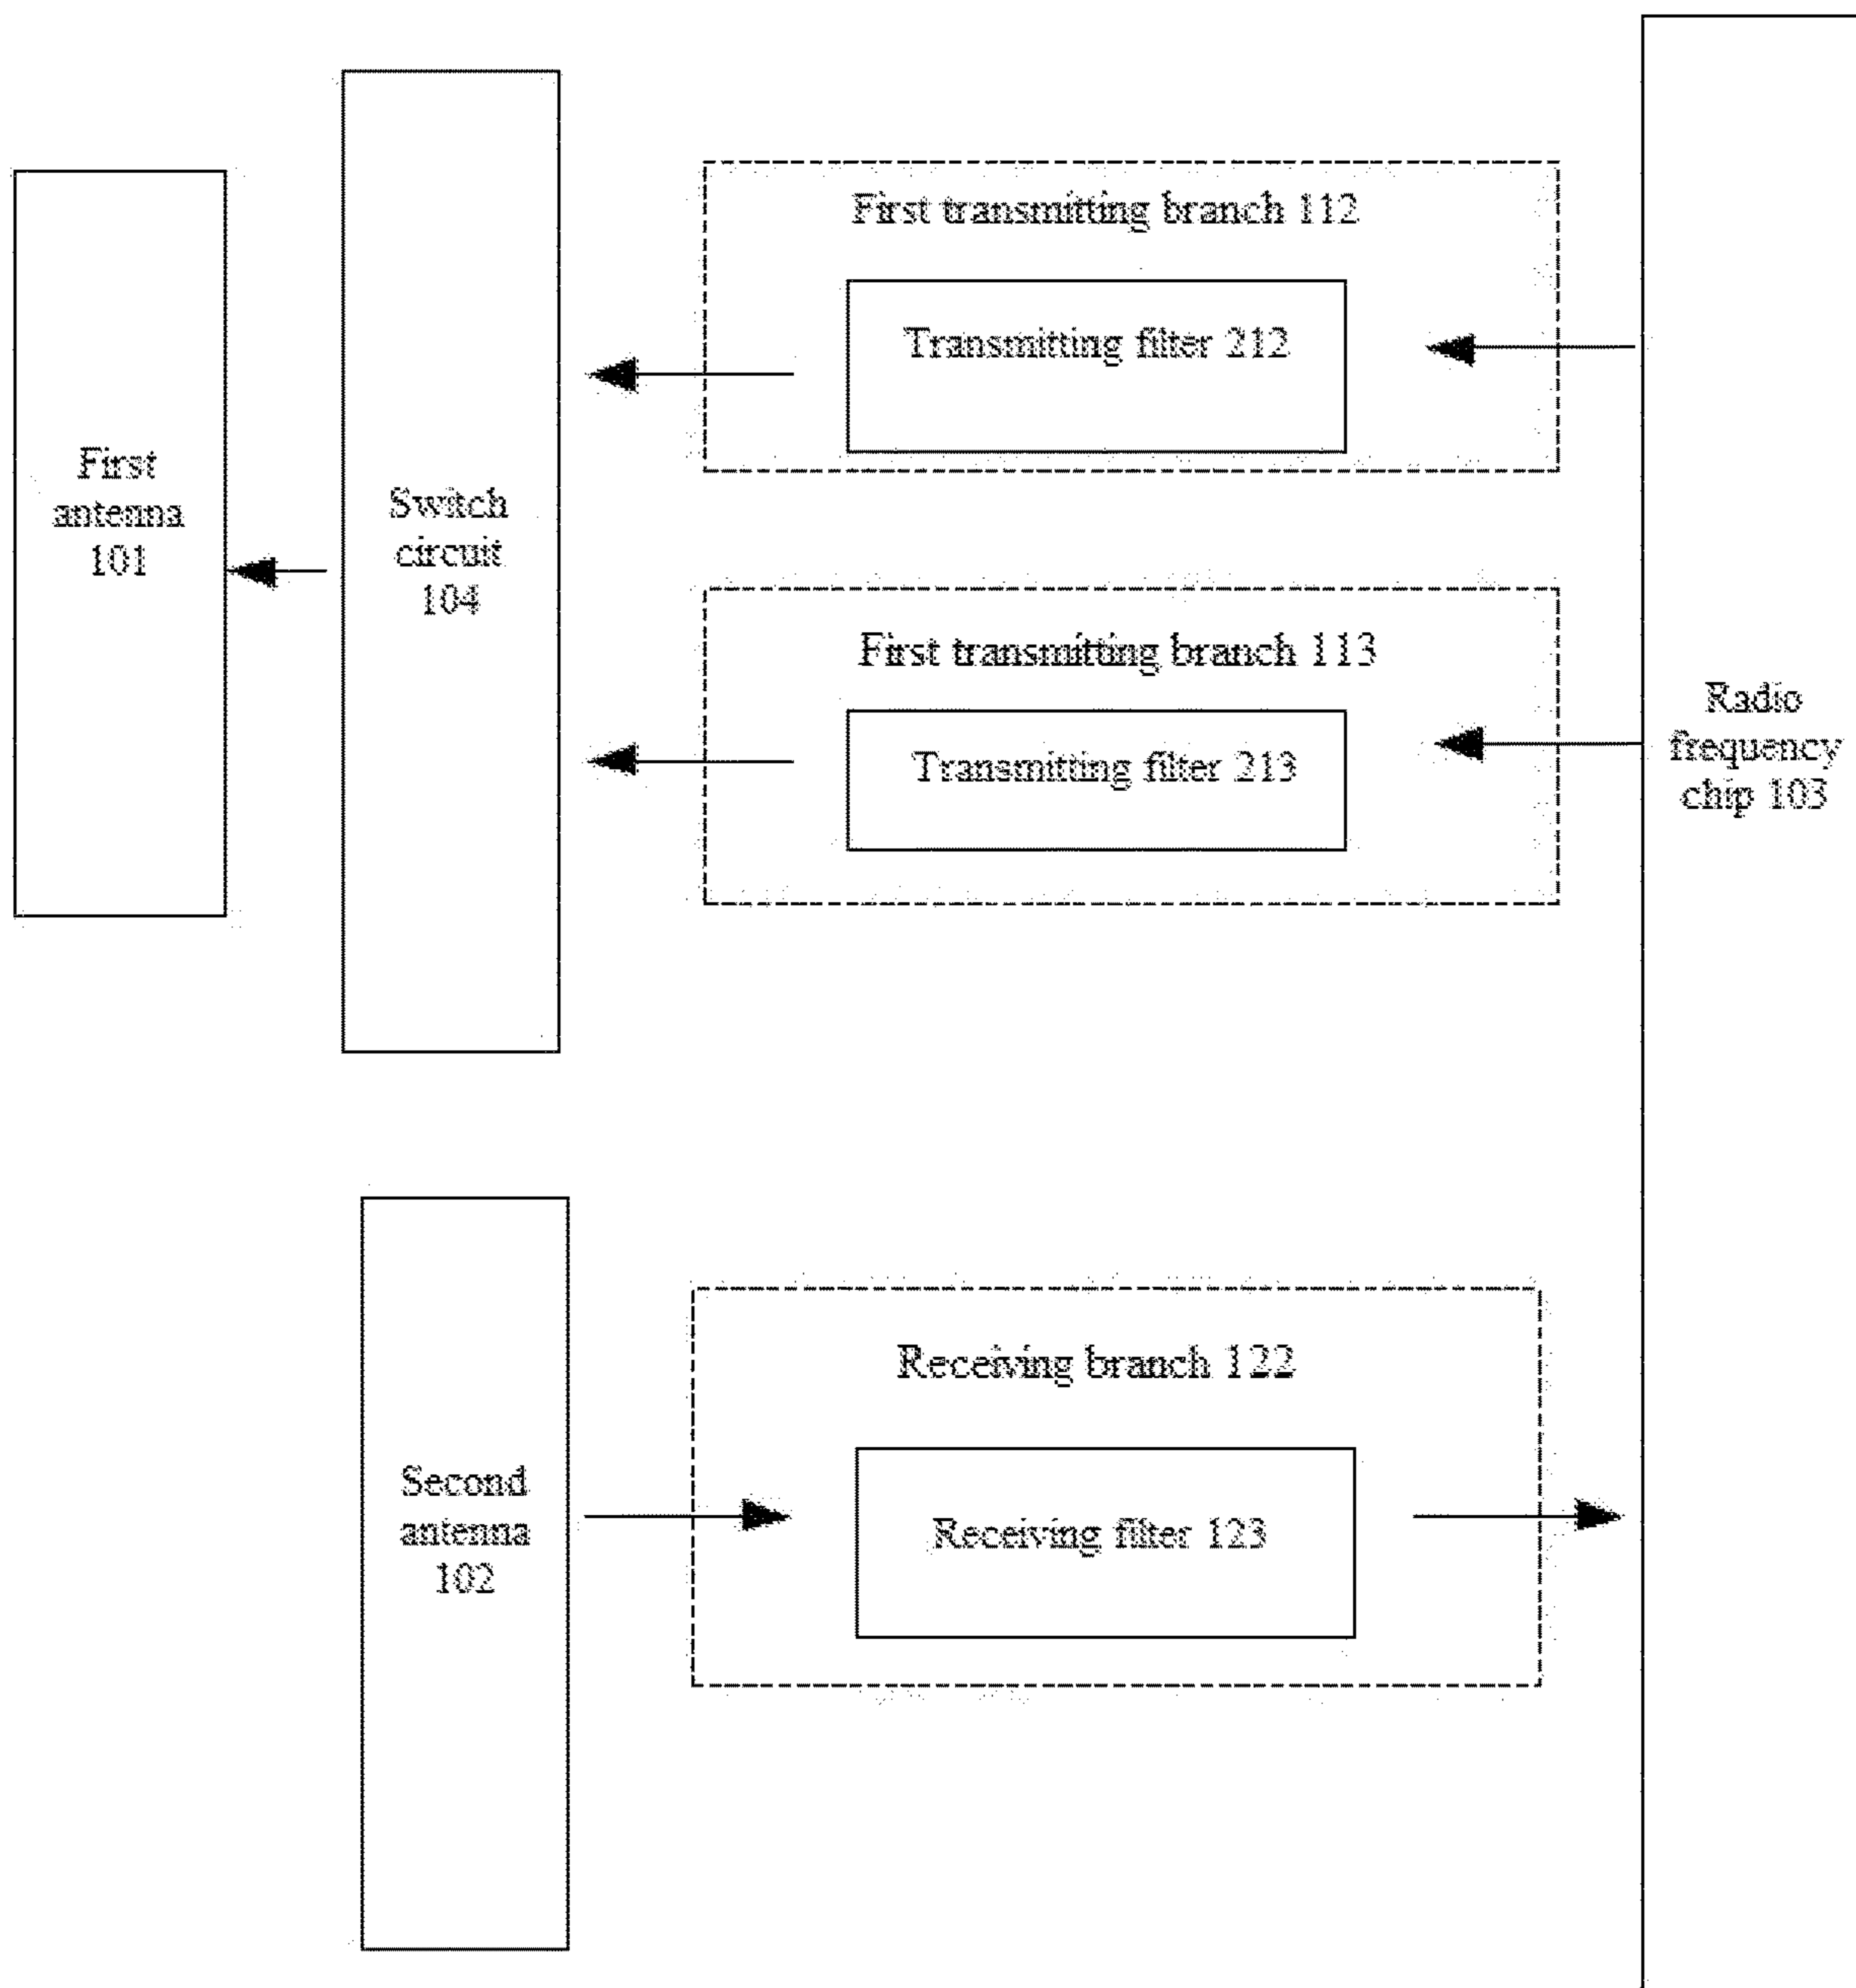 First transmitting branch 112
Transmitting filter 212
First
antenna
101
Switch
circuit
104
First transmitting branch 113
Transmitting filter 213
Radio
frequency
chip 103
Receiving branch 122
Second
antenna
102
Receiving filter 123